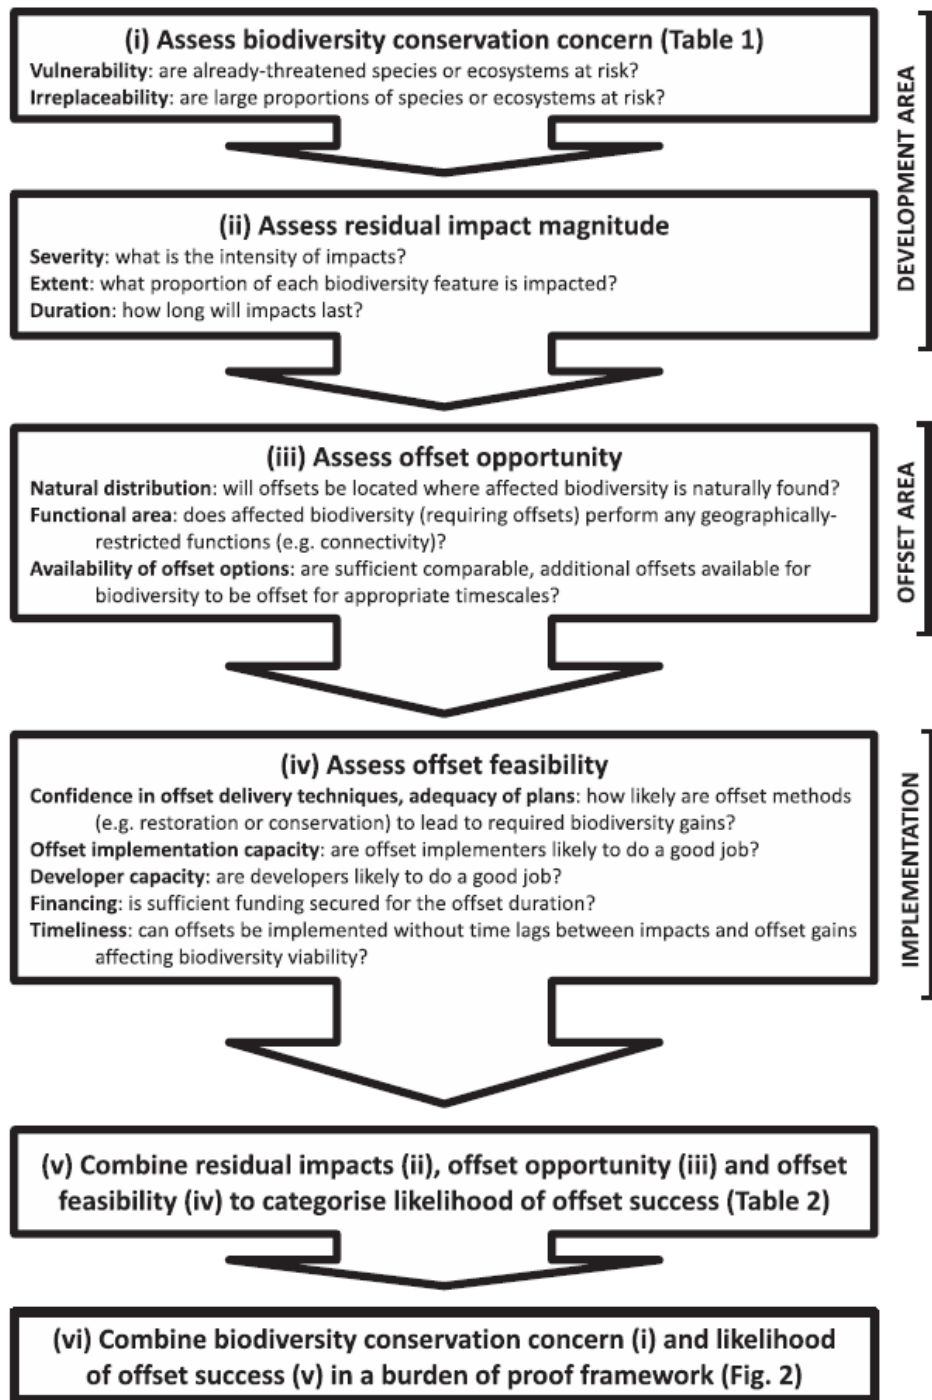 (i) Assess biodiversity conservation concern (Table 1)
Vulnerability: are already-threatened species or ecosystems at risk?
Irreplaceability: are large proportions of species or ecosystems at risk?
DEVELOPMENT AREA
(ii) Assess residual impact magnitude
Severity: what is the intensity of impacts?
Extent: what proportion of each biodiversity feature is impacted?
Duration: how long will impacts last?
(iii) Assess offset opportunity
Natural distribution: will offsets be located where affected biodiversity is naturally found?
Functional area: does affected biodiversity (requiring offsets) perform any geographically-
restricted functions (e.g. connectivity)?
Availability of offset options: are sufficient comparable, additional offsets available for
biodiversity to be offset for appropriate timescales?
OFFSET AREA
(iv) Assess offset feasibility
Confidence in offset delivery techniques, adequacy of plans: how likely are offset methods
(e.g. restoration or conservation) to lead to required biodiversity gains?
Offset implementation capacity: are offset implementers likely to do a good job?
Developer capacity: are developers likely to do a good job?
Financing: is sufficient funding secured for the offset duration?
Timeliness: can offsets be implemented without time lags between impacts and offset gains
affecting biodiversity viability?
IMPLEMENTATION
(v) Combine residual impacts (ii), offset opportunity (iii) and offset
feasibility (iv) to categorise likelihood of offset success (Table 2)
(vi) Combine biodiversity conservation concern (i) and likelihood
of offset success (v) in a burden of proof framework (Fig. 2)